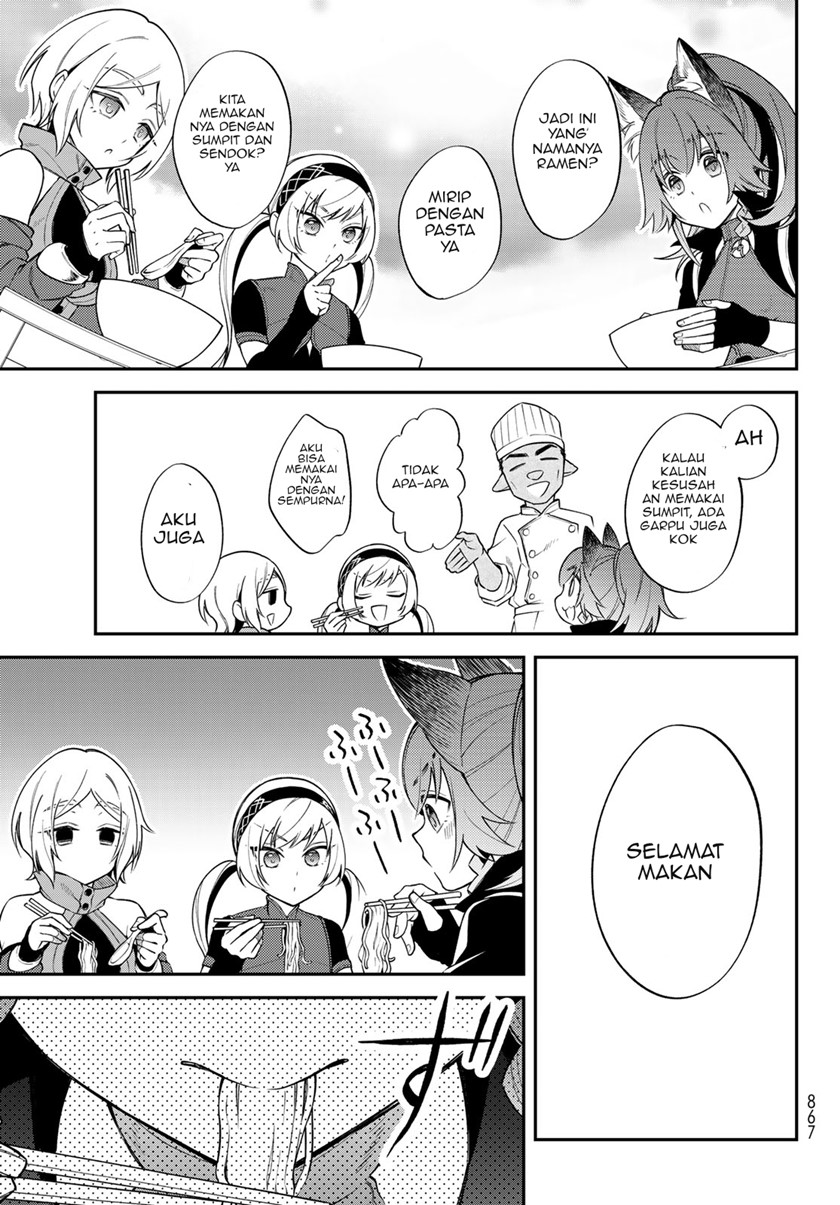 JADI INI
YANG
NAMANYA
RAMEN?
MIRIP
DENGAN
PASTA
YA
KITA
MEMAKAN
NYA DENGAN
SUMPIT DAN
SENDOK?
YA
AH
KALAU
KALIAN
KESUSAH
AN MEMAKAI
SUMPIT, ADA
GARPU JUGA
KOK
TIDAK
APA-APA
AKU
BISA
MEMAKAI
NYA
DENGAN
SEMPURNA!
AKU
JUGA
SELAMAT
MAKAN
ふーふー
ふーふー
ず
867